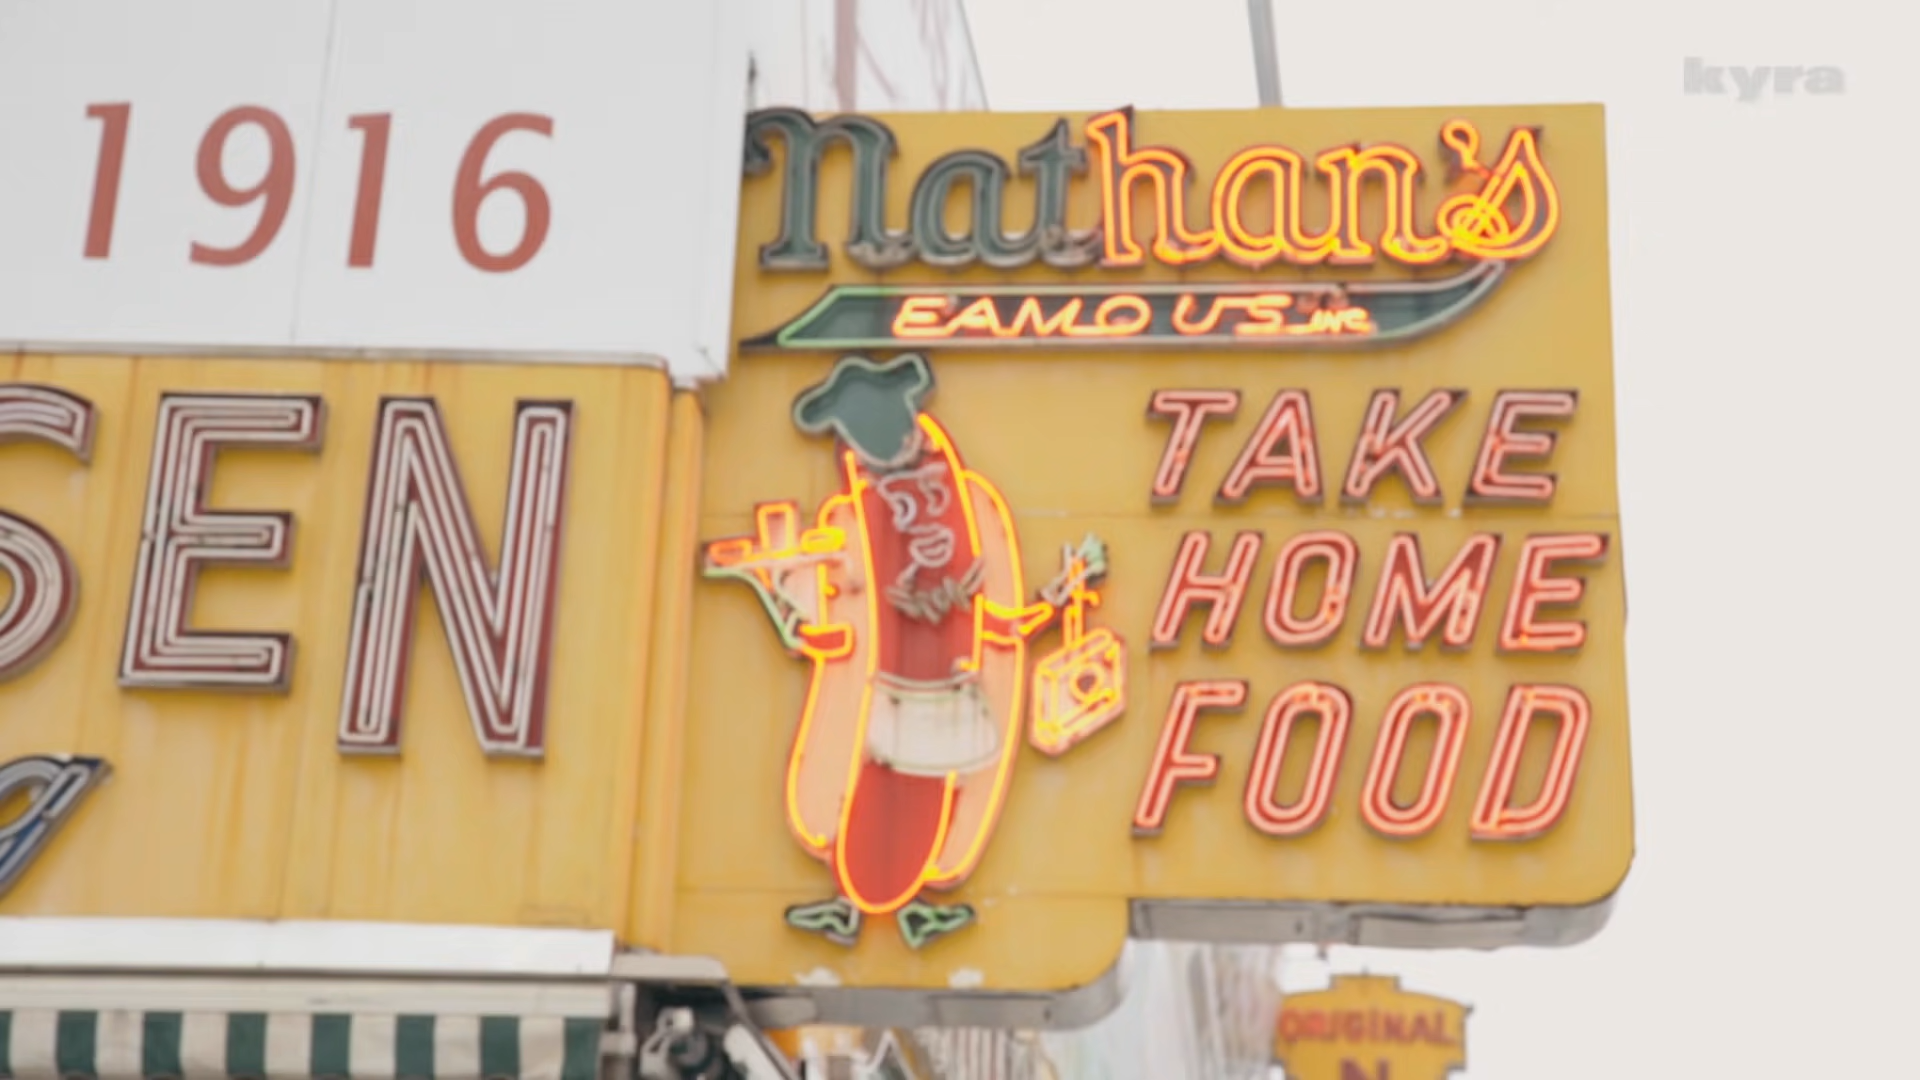 kyra
1916
Nathan's
FAMOUS INC
SEN
TAKE
HOME
FOOD
ORIGINAL
N